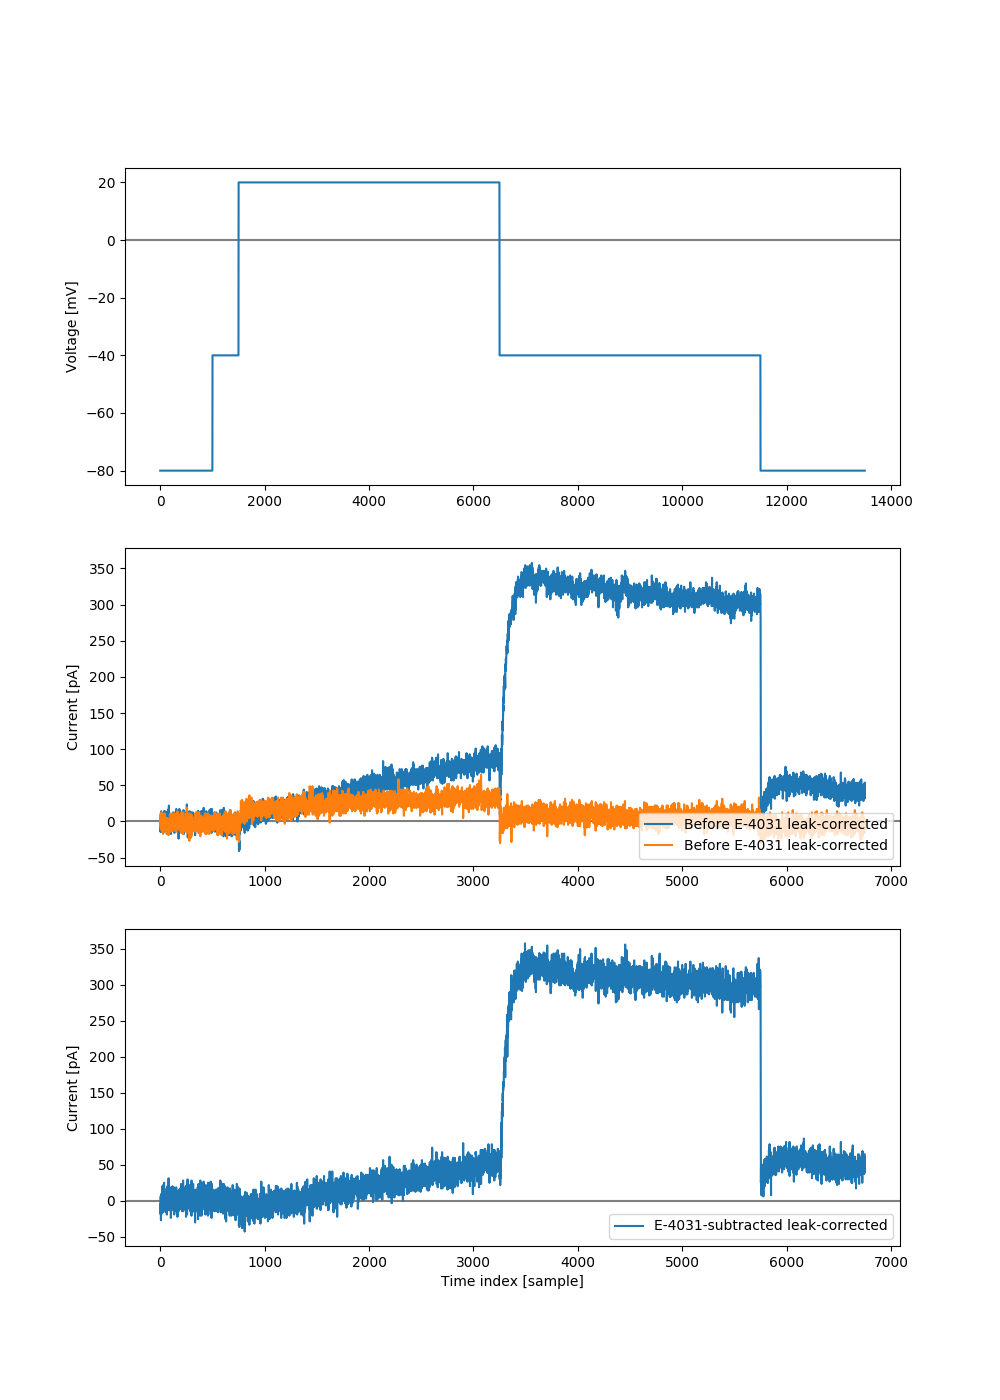 20
0
−20
−40
−60
−80
Voltage [mV]
0 2000 4000 6000 8000 10000 12000 14000
350
300
250
200
150
100
50
0
−50
Current [pA]
Before E-4031 leak-corrected
Before E-4031 leak-corrected
0 1000 2000 3000 4000 5000 6000 7000
350
300
250
200
150
100
50
0
−50
Current [pA]
E-4031-subtracted leak-corrected
0 1000 2000 3000 4000 5000 6000 7000
Time index [sample]